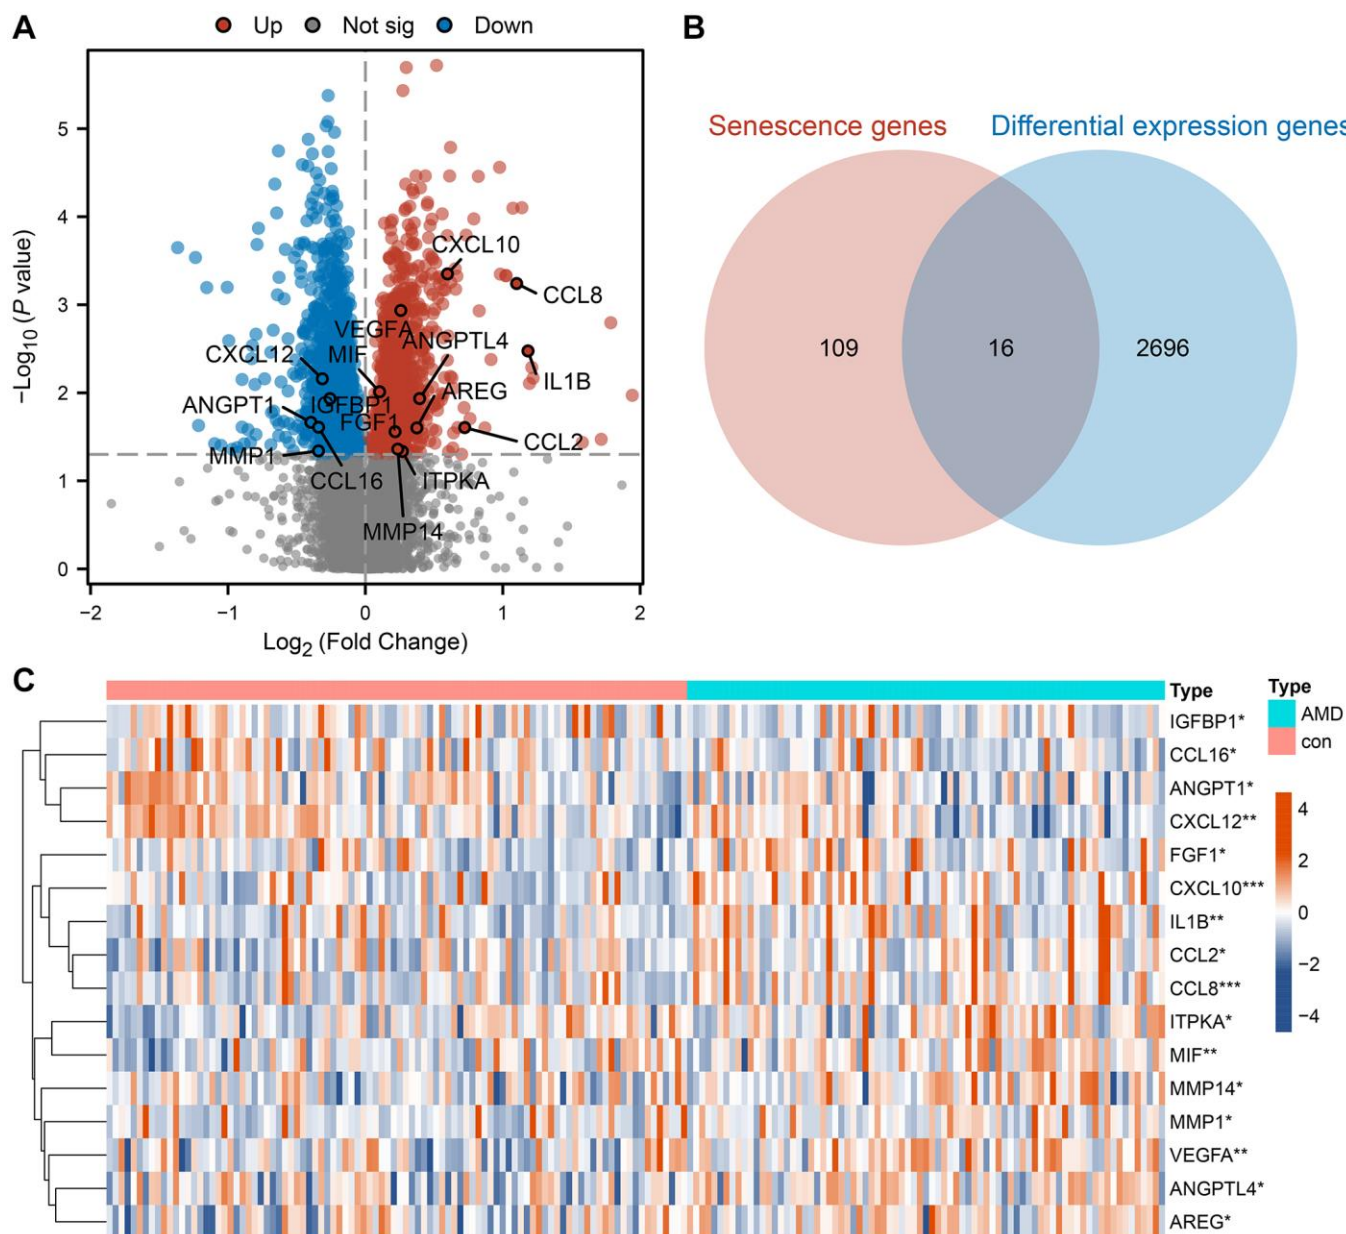 A
Up Not sig Down
B
−Log10 (P value)
5
4
3
2
1
0
−2 −1 0 1 2
Log2 (Fold Change)
CXCL10
CCL8
VEGFA
ANGPTL4
CXCL12
MIF
IL1B
AREG
ANGPT1
IGFBP1
FGF1
CCL2
MMP1
CCL16
ITPKA
MMP14
Senescence genes
Differential expression genes
109
16
2696
C
Type
IGFBP1*
CCL16*
ANGPT1*
CXCL12**
FGF1*
CXCL10***
IL1B**
CCL2*
CCL8***
ITPKA*
MIF**
MMP14*
MMP1*
VEGFA**
ANGPTL4*
AREG*
Type
AMD
con
4
2
0
−2
−4